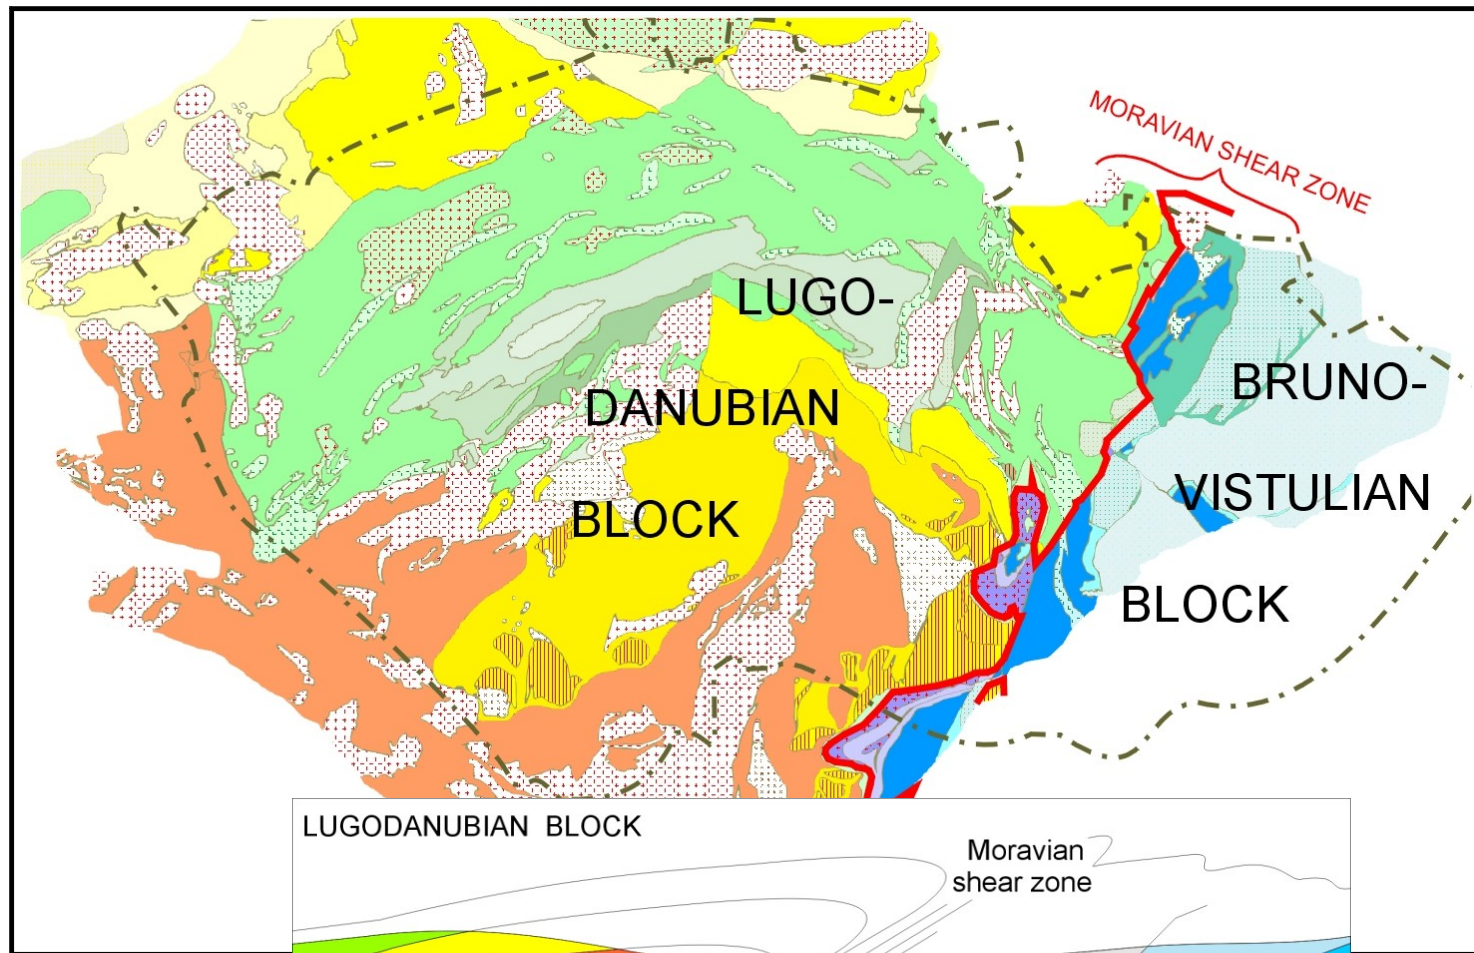 MORAVIAN SHEAR ZONE
LUGO-
DANUBIAN
BLOCK
BRUNO-
VISTULIAN
BLOCK
LUGODANUBIAN BLOCK
Moravian
shear zone